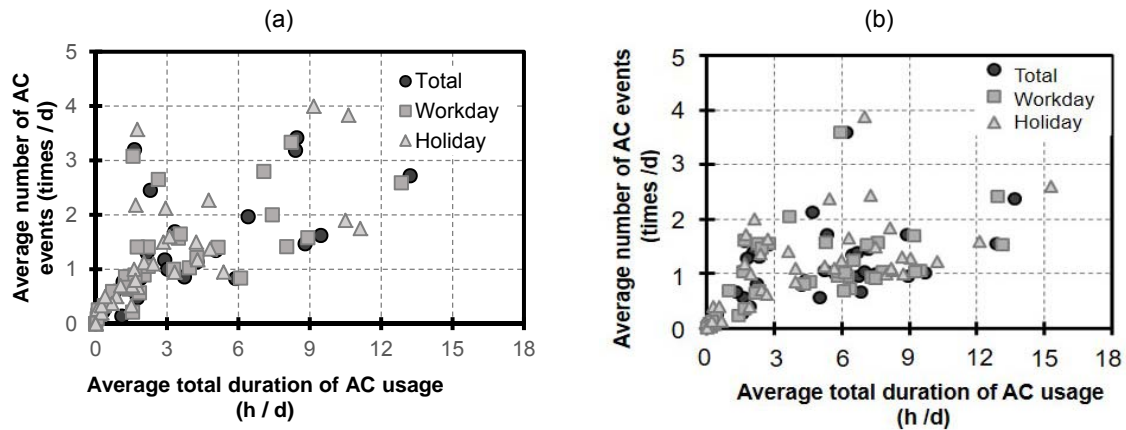 (a)
Average number of AC
events (times / d)
5
4
3
2
1
0
Total
Workday
Holiday
0 3 6 9 12 15 18
Average total duration of AC usage
(h / d)
(b)
Average number of AC events
(times /d)
5
4
3
2
1
0
Total
Workday
Holiday
0 3 6 9 12 15 18
Average total duration of AC usage
(h /d)